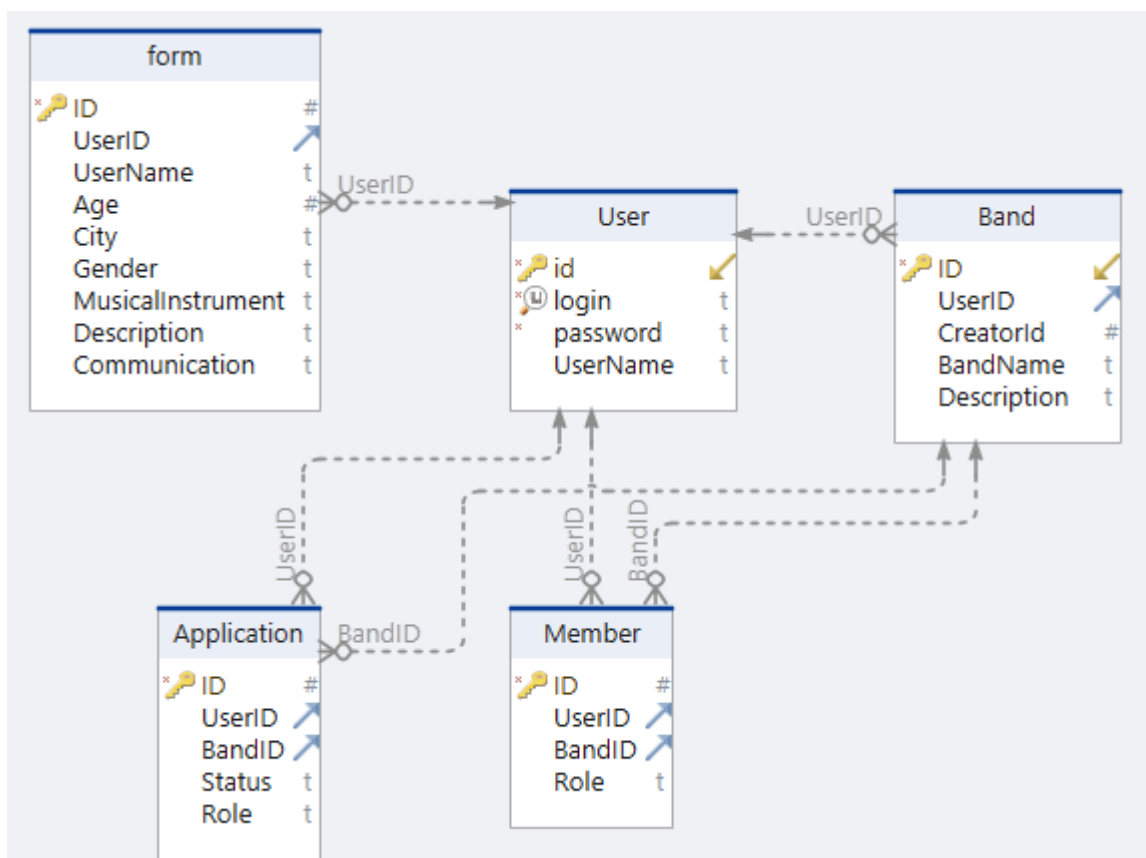 form
ID #
UserID
UserName t
Age #
City t
Gender t
MusicalInstrument t
Description t
Communication t
UserID
User
id
login t
password t
UserName t
UserID
Band
ID
UserID
CreatorId #
BandName t
Description t
UserID
UserID
BandID
Application
ID #
UserID
BandID
Status t
Role t
BandID
Member
ID #
UserID
BandID
Role t